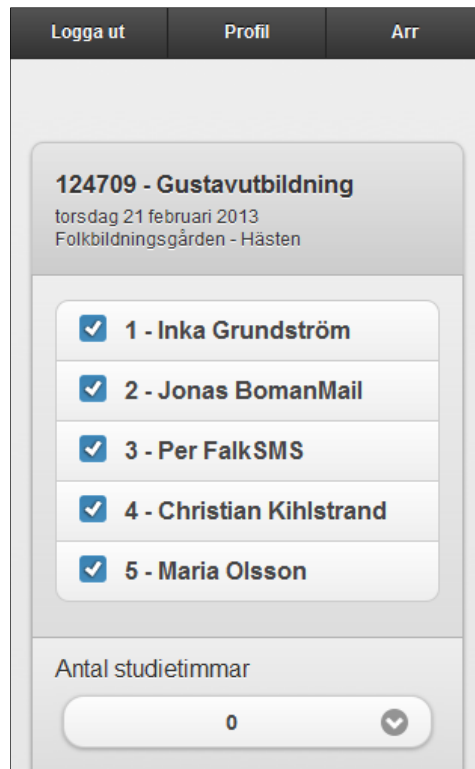 Logga ut Profil Arr
124709 - Gustavutbildning
torsdag 21 februari 2013
Folkbildningsgården - Hästen
1 - Inka Grundström
2 - Jonas BomanMail
3 - Per FalkSMS
4 - Christian Kihlstrand
5 - Maria Olsson
Antal studietimmar
0